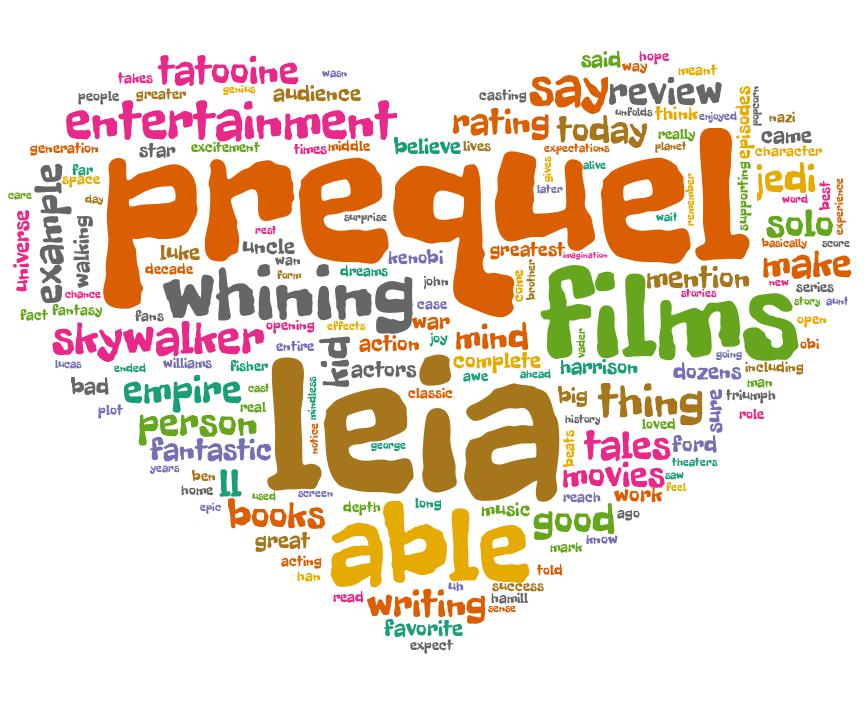 said
way
hope
takes
tatooine
wasn
meant
people
greater
genius
audience
casting
say
review
popcorn
entertainment
unfolds
think
enjoyed
episodes
nazi
rating
today
came
generation
star
excitement
times
middle
believe
lives
expectations
really
planet
character
example
far
space
day
prequel
gives
alive
later
remember
supporting
jedi
word
best
experience
care
universe
walking
surprise
wait
solo
rest
luke
uncle
wan
kenobi
greatest
imagination
basically
score
decade
form
dreams
john
come
brother
mention
stories
make
new
series
chance
whining
case
films
story
aunt
fact
fantasy
fans
opening
effects
war
open
skywalker
entire
kid
action
joy
mind
vader
going
obi
lucas
ended
williams
fisher
actors
complete
awe
ahead
harrison
dozens
including
man
bad
empire
cast
mindless
leia
classic
big
thing
sure
triumph
plot
person
real
history
loved
role
fantastic
notice
george
beats
tales
ford
theaters
years
ben
ll
movies
saw
feel
home
used
screen
reach
work
epic
books
depth
long
music
good
ago
great
able
mark
know
acting
han
told
uh
success
read
writing
hamill
sense
favorite
expect